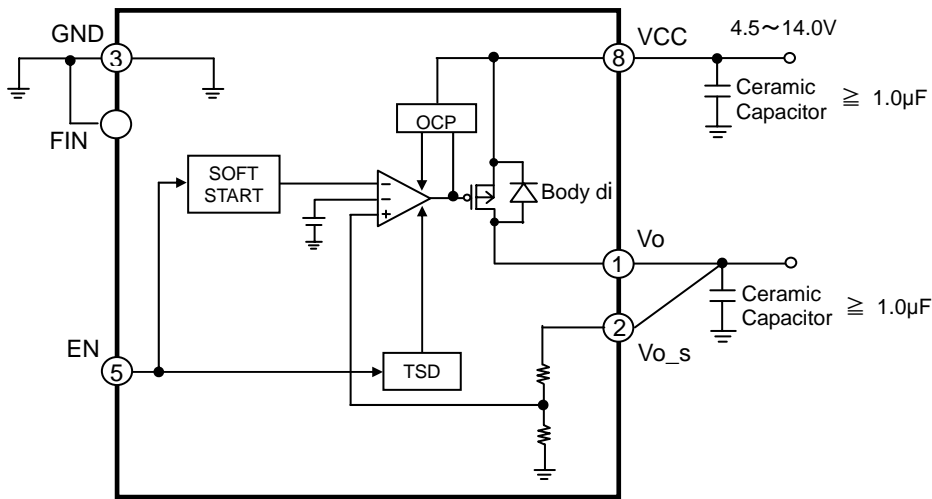 GND
3
FIN
VCC
8
4.5～14.0V
Ceramic
Capacitor ≧ 1.0µF
OCP
SOFT
START
−
−
+
Body di
Vo
1
Ceramic
Capacitor ≧ 1.0µF
2
Vo_s
EN
5
TSD